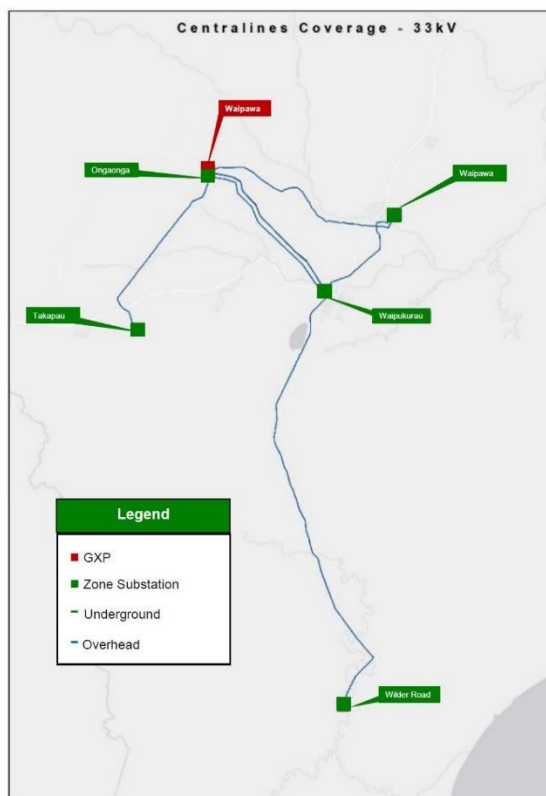 Centralines Coverage - 33kV
Waipawa
Ongaonga
Waipawa
Takapau
Waipukurau
Legend
GXP
Zone Substation
Underground
Overhead
Wilder Road